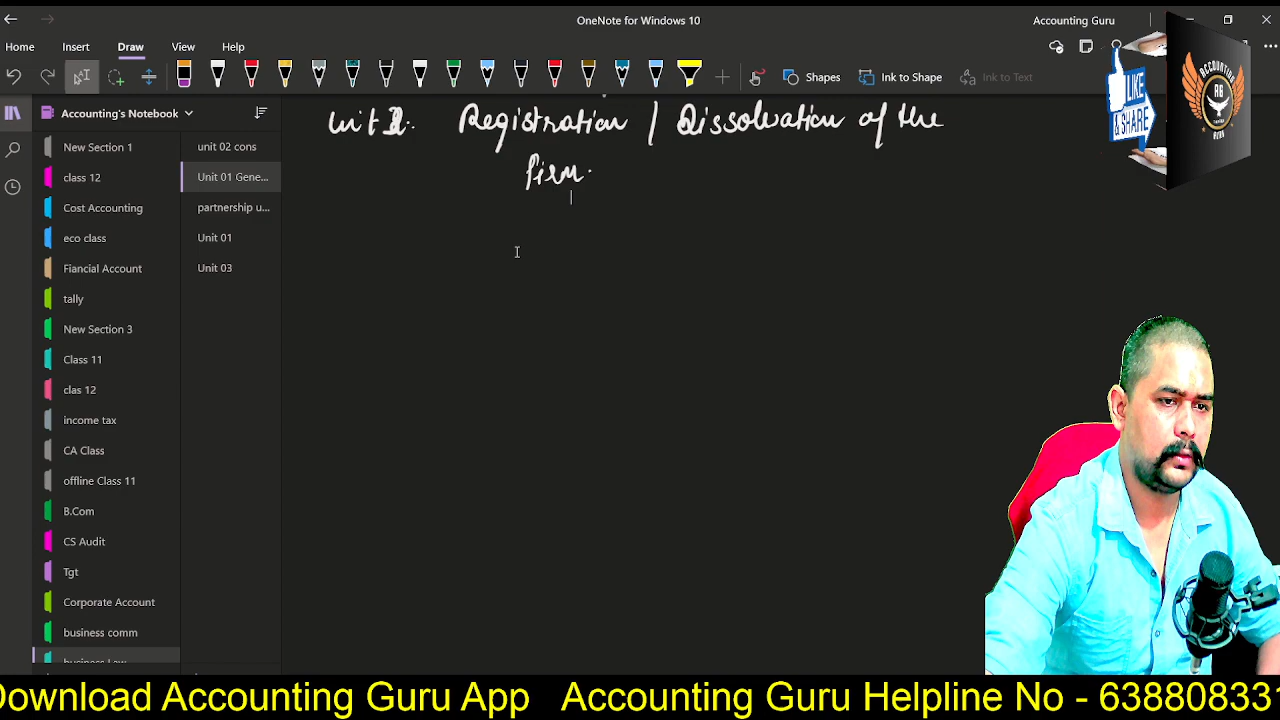 OneNote for Windows 10
Accounting Guru
Home Insert Draw View Help
Shapes Ink to Shape Ink to Text
LIKE & SHARE
ACCOUNTING
GURU
Accounting's Notebook
New Section 1
class 12
Cost Accounting
eco class
Fiancial Account
tally
New Section 3
Class 11
clas 12
income tax
CA Class
offline Class 11
B.Com
CS Audit
Tgt
Corporate Account
business comm
business Law
unit 02 cons
Unit 01 Gene...
partnership u...
Unit 01
Unit 03
Registration / Dissolvation of the
firm.
Download Accounting Guru App Accounting Guru Helpline No - 63880833